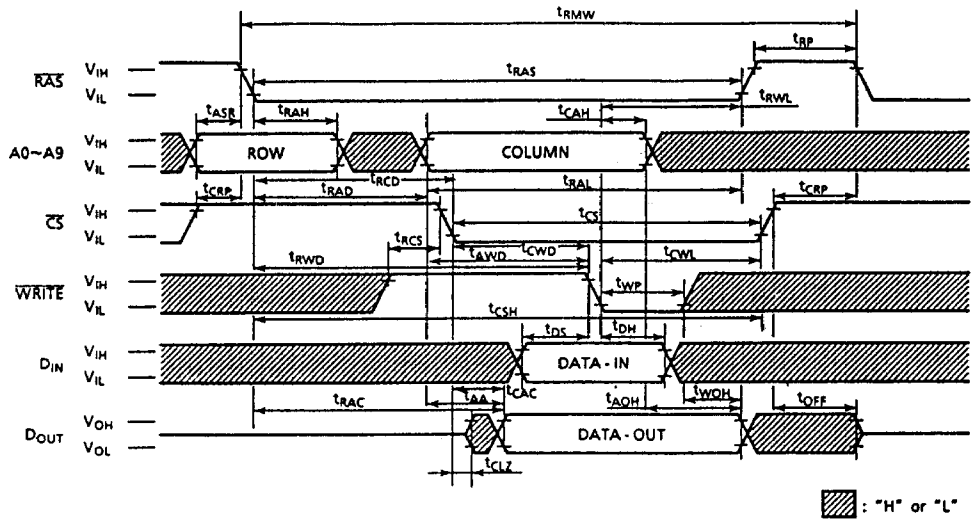 tRMW
tRP
RAS VIH
VIL
tRAS
tRWL
tASR tRAH tCAH
A0~A9 VIH
VIL
ROW COLUMN
tRCD
tCRP tRAD tRAL tCRP
CS VIH
VIL
tCS
tRCS tCWD
tRWD tAWD tCWL
WRITE VIH
VIL
tWP
tCSH
tDS tDH
DIN VIH
VIL
DATA-IN
tCAC
tAA tWOH
tRAC tAOH tOFF
DOUT VOH
VOL
DATA-OUT
tCLZ
: "H" or "L"